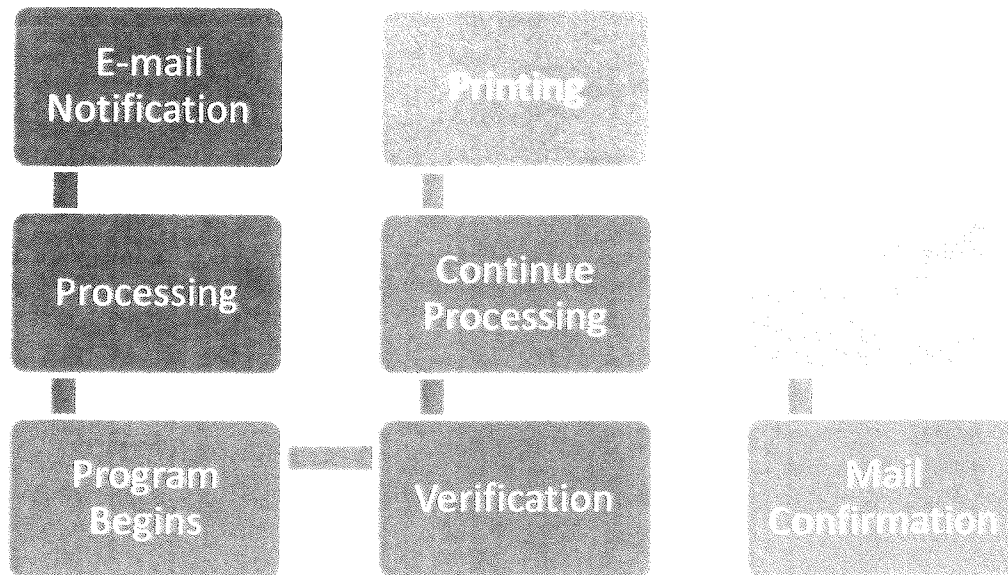 E-mail
Notification
Processing
Program
Begins
Verification
Continue
Processing
Printing
Mail
Confirmation